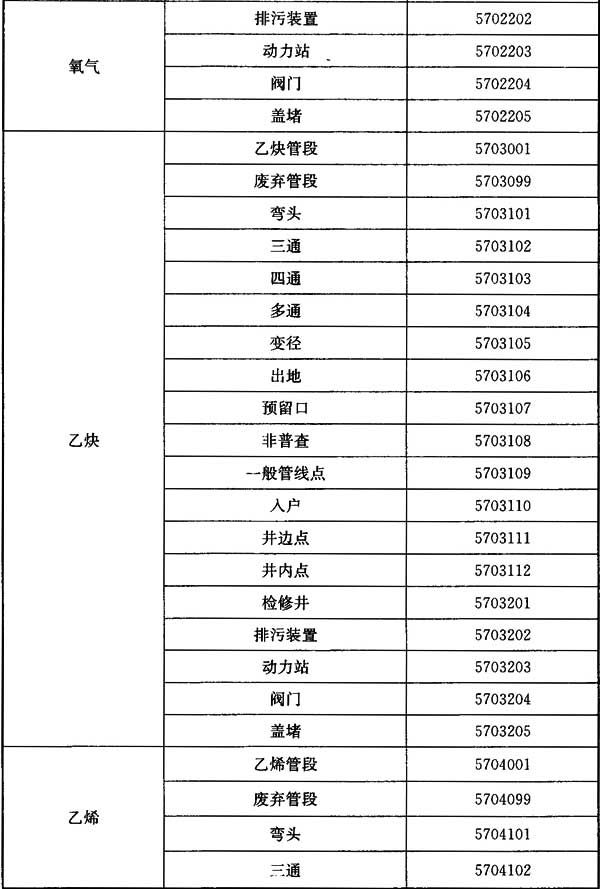 氧气
排污装置 5702202
动力站 5702203
阀门 5702204
盖堵 5702205
乙炔
乙炔管段 5703001
废弃管段 5703099
弯头 5703101
三通 5703102
四通 5703103
多通 5703104
变径 5703105
出地 5703106
预留口 5703107
非普查 5703108
一般管线点 5703109
入户 5703110
井边点 5703111
井内点 5703112
检修井 5703201
排污装置 5703202
动力站 5703203
阀门 5703204
盖堵 5703205
乙烯
乙烯管段 5704001
废弃管段 5704099
弯头 5704101
三通 5704102